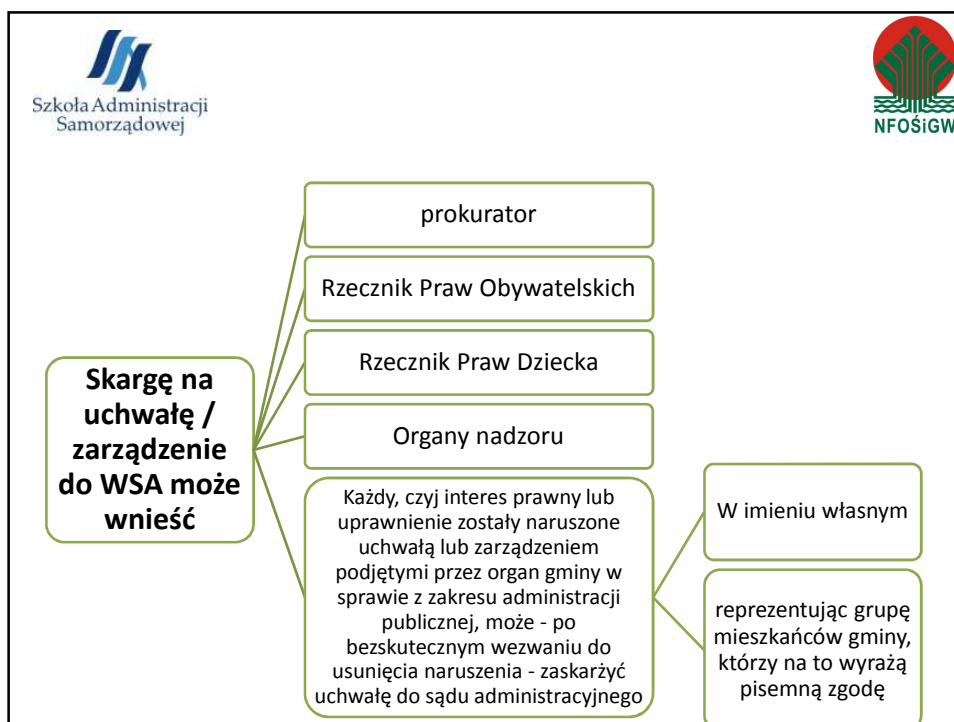 Szkoła Administracji
Samorządowej
NFOŚiGW
prokurator
Rzecznik Praw Obywatelskich
Rzecznik Praw Dziecka
Organy nadzoru
Skargę na
uchwałę /
zarządzenie
do WSA może
wnieść
Każdy, czyj interes prawny lub
uprawnienie zostały naruszone
uchwałą lub zarządzeniem
podjętymi przez organ gminy w
sprawie z zakresu administracji
publicznej, może - po
bezskutecznym wezwaniu do
usunięcia naruszenia - zaskarżyć
uchwałę do sądu administracyjnego
W imieniu własnym
reprezentując grupę
mieszkańców gminy,
którzy na to wyrażą
pisemną zgodę